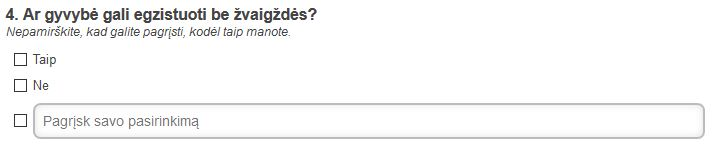 4. Ar gyvybė gali egzistuoti be žvaigždės?
Nepamirškite, kad galite pagrįsti, kodėl taip manote.
Taip
Ne
Pagrįsk savo pasirinkimą